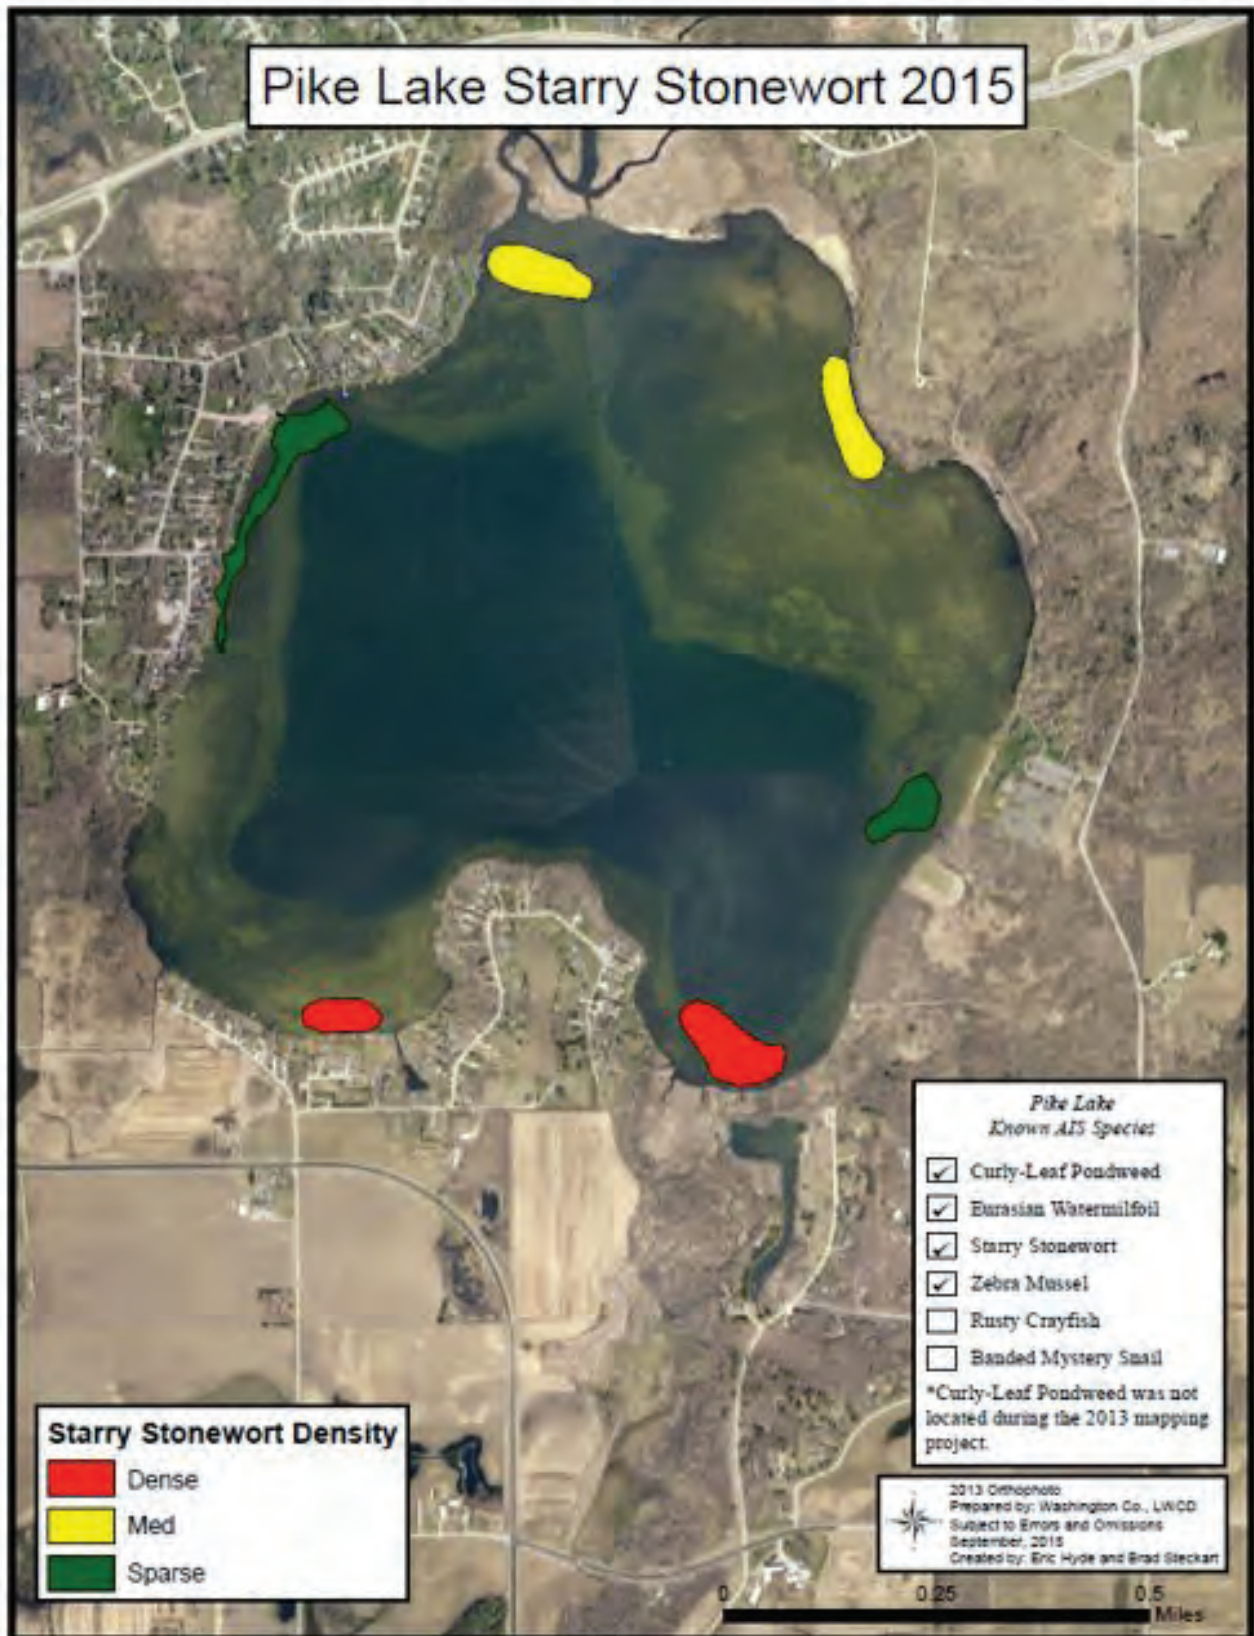 Pike Lake Starry Stonewort 2015
Pike Lake
Known AIS Species
Curly-Leaf Pondweed
Eurasian Watermilfoil
Starry Stonewort
Zebra Mussel
Rusty Crayfish
Banded Mystery Snail
*Curly-Leaf Pondweed was not
located during the 2013 mapping
project.
Starry Stonewort Density
Dense
Med
Sparse
2013 Orthophoto
Prepared by: Washington Co., LWCD
Subject to Errors and Omissions
September, 2015
Created by: Eric Hyde and Brad Steckart
0 0.25 0.5
Miles